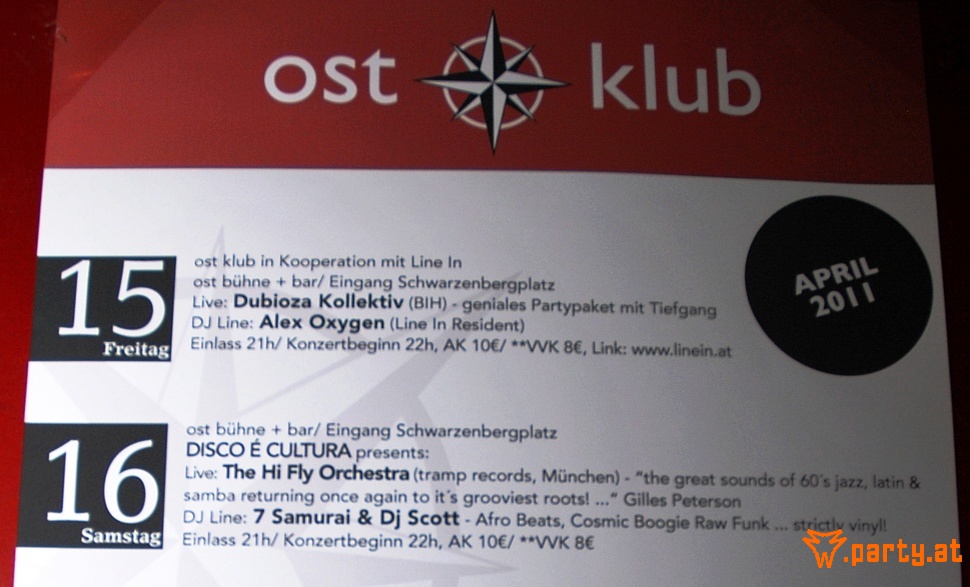 ost klub
APRIL
2011
15
Freitag
ost klub in Kooperation mit Line In
ost bühne + bar/ Eingang Schwarzenbergplatz
Live: Dubioza Kollektiv (BIH) - geniales Partypaket mit Tiefgang
DJ Line: Alex Oxygen (Line In Resident)
Einlass 21h/ Konzertbeginn 22h, AK 10€/ **VVK 8€, Link: www.linein.at
16
Samstag
ost bühne + bar/ Eingang Schwarzenbergplatz
DISCO É CULTURA presents:
Live: The Hi Fly Orchestra (tramp records, München) - "the great sounds of 60´s jazz, latin &
samba returning once again to it´s grooviest roots! ..." Gilles Peterson
DJ Line: 7 Samurai & Dj Scott - Afro Beats, Cosmic Boogie Raw Funk ... strictly vinyl!
Einlass 21h/ Konzertbeginn 22h, AK 10€/ **VVK 8€
.party.at